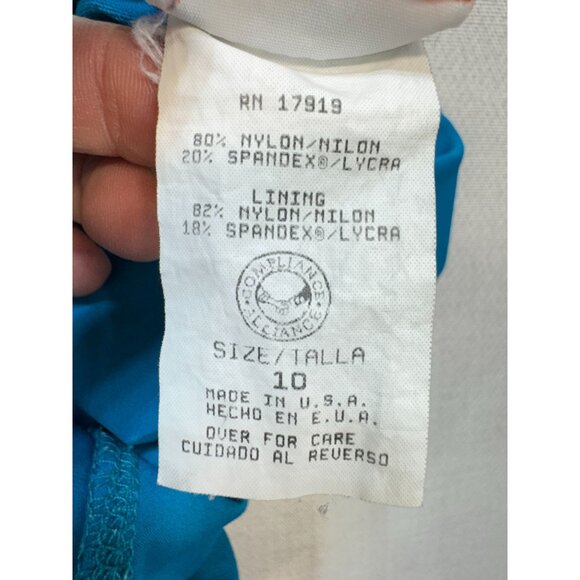 RN 17919
80% NYLON/NILON
20% SPANDEX®/LYCRA
LINING
82% NYLON/NILON
18% SPANDEX®/LYCRA
COMPLIANCE
ALLIANCE
SIZE/TALLA
10
MADE IN U.S.A.
HECHO EN E.U.A.
OVER FOR CARE
CUIDADO AL REVERSO